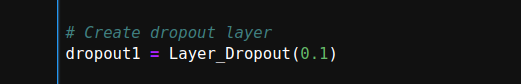 # Create dropout layer
dropout1 = Layer_Dropout(0.1)